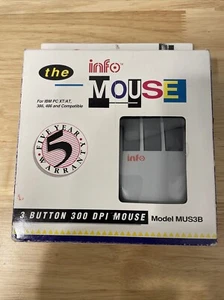 the
info
MOUSE
For IBM PC/XT/AT,
386, 486 and Compatible
FIVE YEAR
5
WARRANTY
info
3 BUTTON 300 DPI MOUSE
Model MUS3B